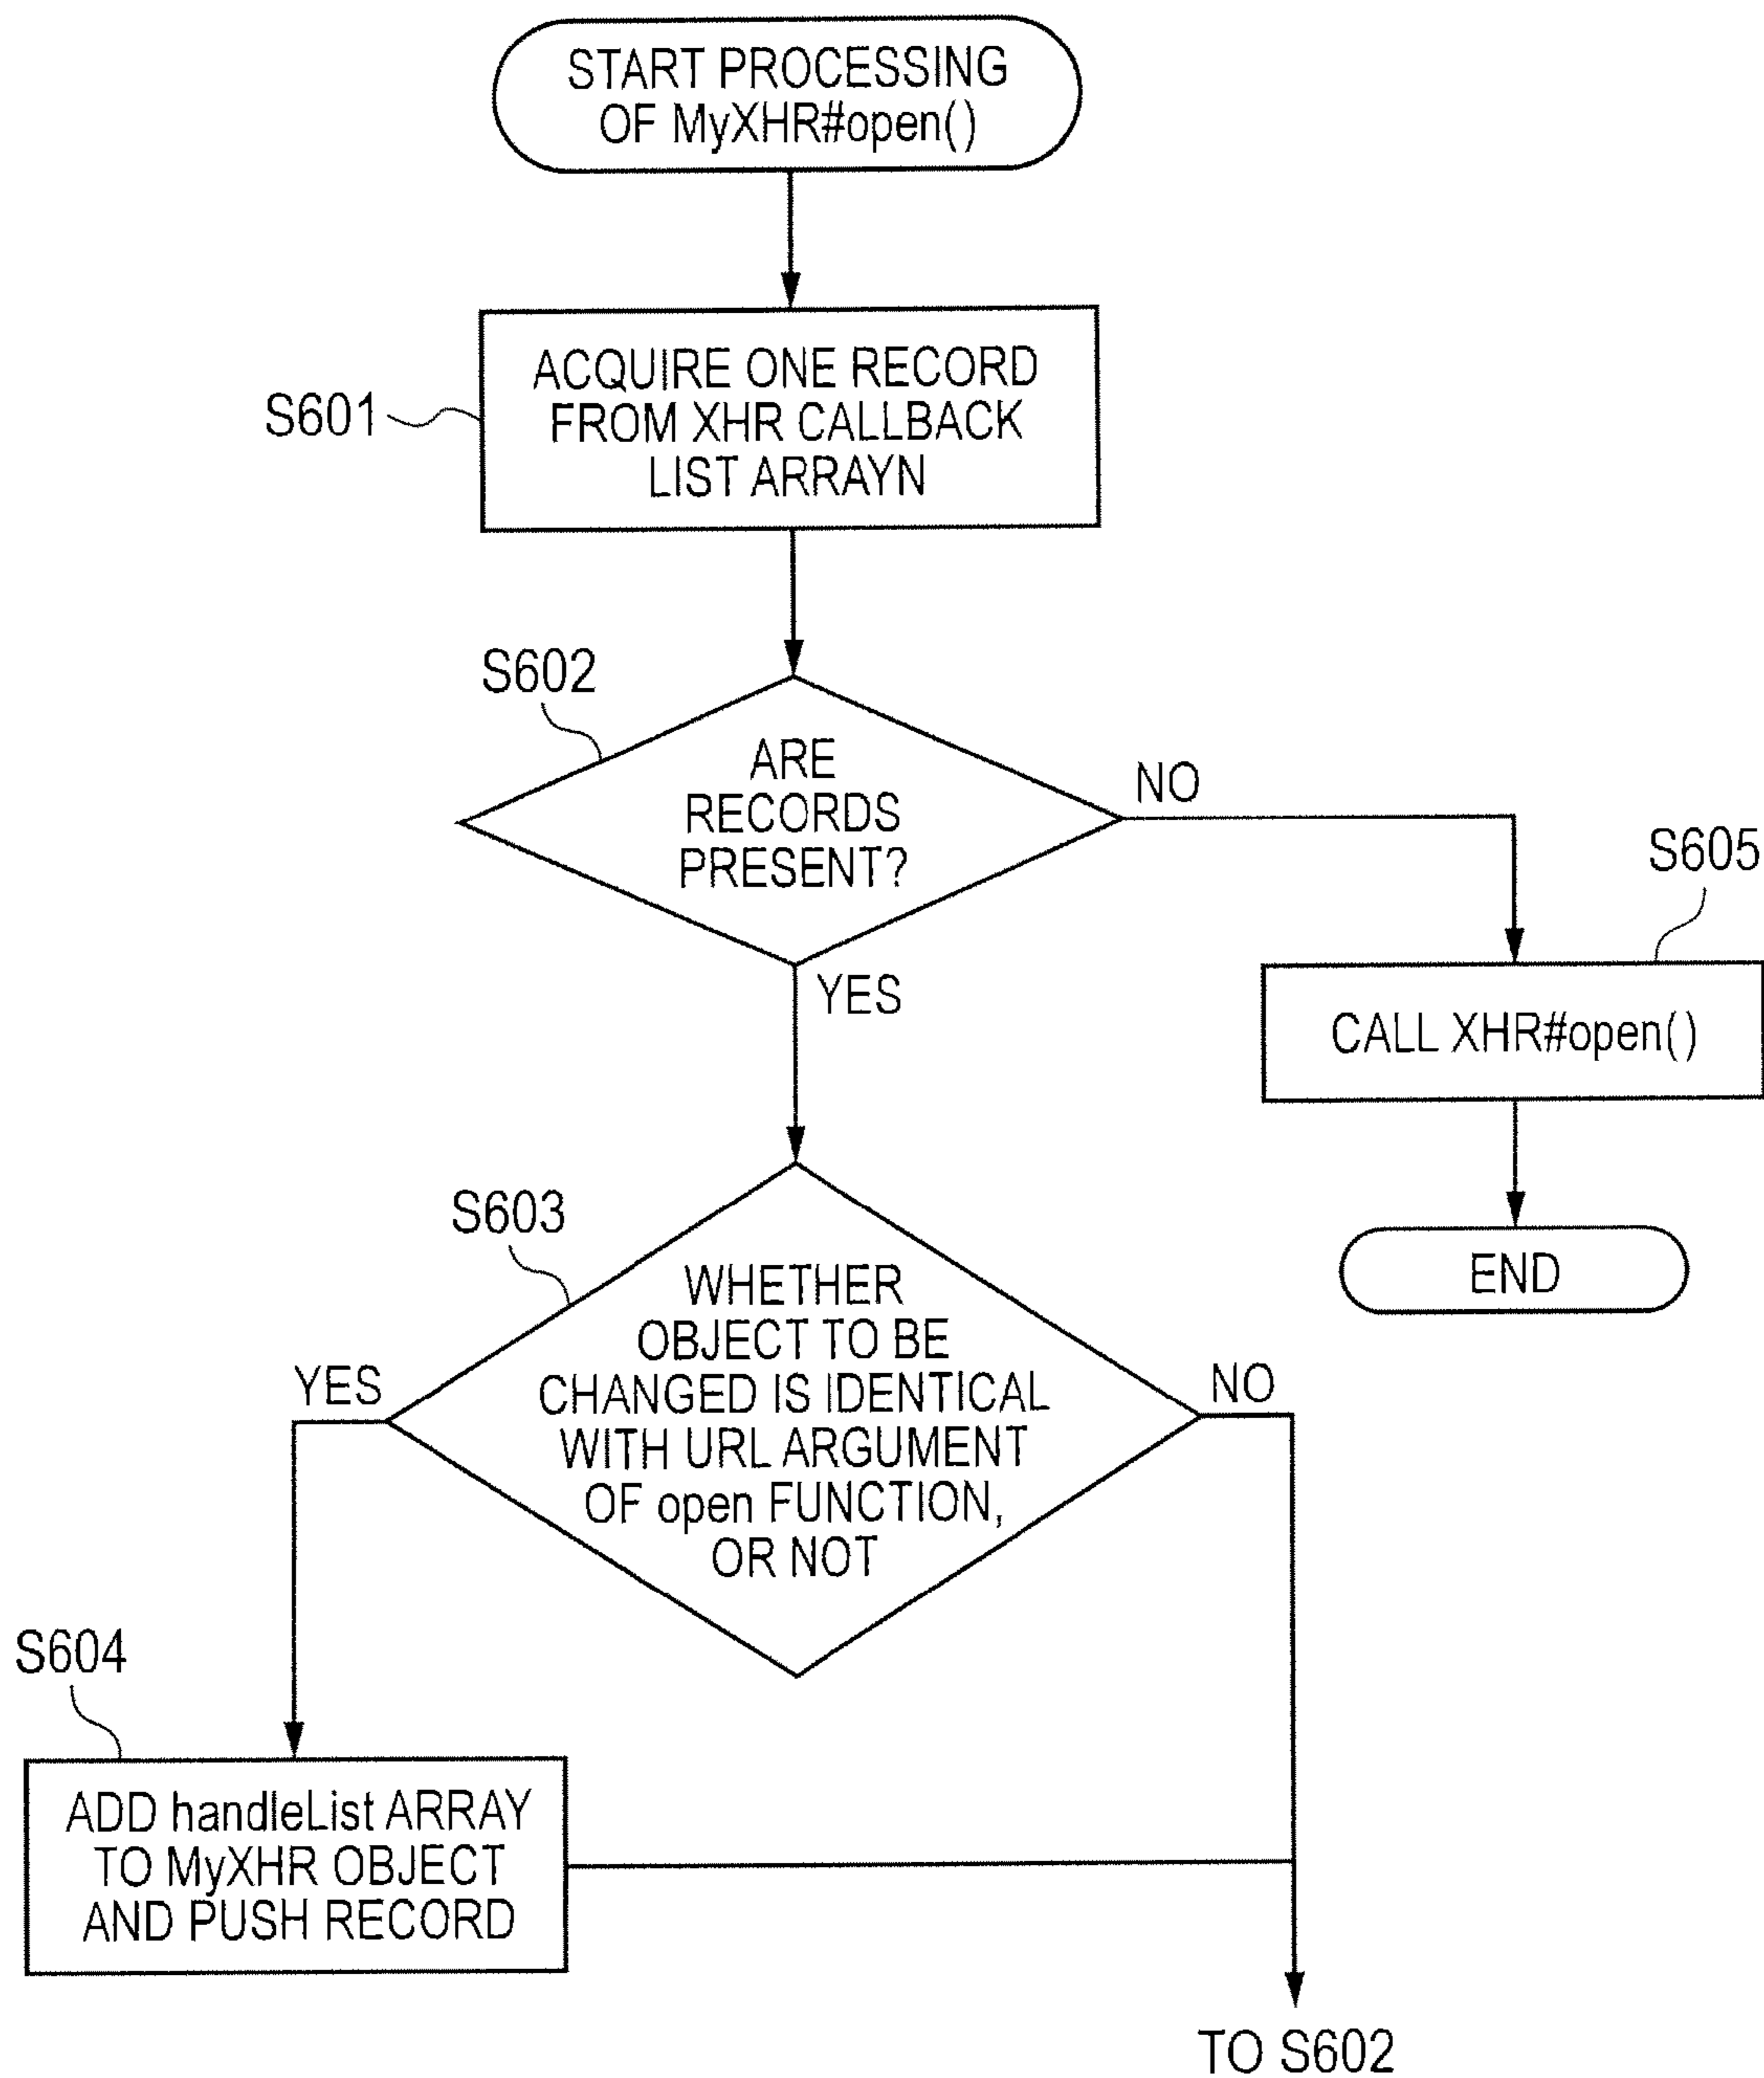 START PROCESSING
OF MyXHR#open()
S601
ACQUIRE ONE RECORD
FROM XHR CALLBACK
LIST ARRAYN
S602
ARE
RECORDS
PRESENT?
NO
YES
S605
CALL XHR#open()
END
S603
WHETHER
OBJECT TO BE
CHANGED IS IDENTICAL
WITH URL ARGUMENT
OF open FUNCTION,
OR NOT
YES
NO
S604
ADD handleList ARRAY
TO MyXHR OBJECT
AND PUSH RECORD
TO S602